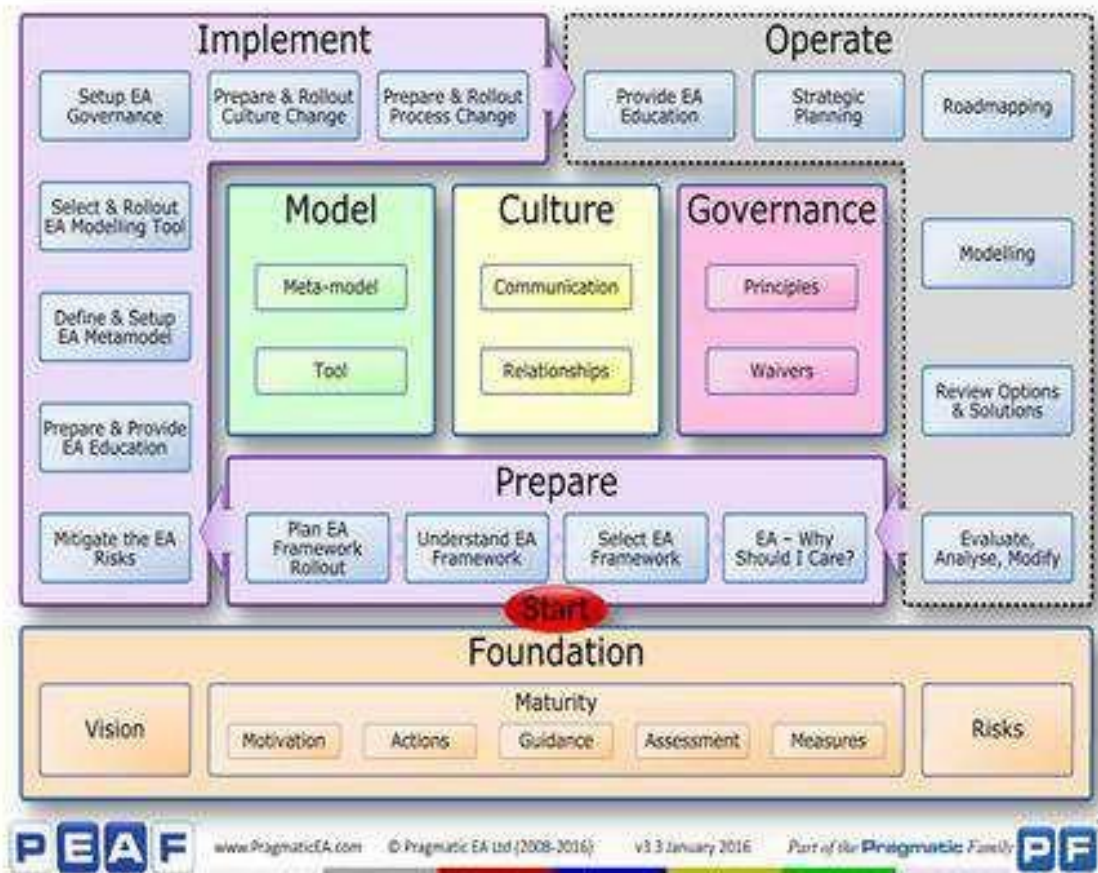 Implement
Setup EA
Governance
Prepare & Rollout
Culture Change
Prepare & Rollout
Process Change
Select & Rollout
EA Modelling Tool
Define & Setup
EA Metamodel
Prepare & Provide
EA Education
Mitigate the EA
Risks
Operate
Provide EA
Education
Strategic
Planning
Roadmapping
Modelling
Review Options
& Solutions
Evaluate,
Analyse, Modify
Model
Meta-model
Tool
Culture
Communication
Relationships
Governance
Principles
Waivers
Prepare
Plan EA
Framework
Rollout
Understand EA
Framework
Select EA
Framework
EA – Why
Should I Care?
Start
Foundation
Vision
Maturity
Motivation
Actions
Guidance
Assessment
Measures
Risks
PEAF
www.PragmaticEA.com
© Pragmatic EA Ltd (2008-2016)
v3.3 January 2016
Part of the Pragmatic Family
PF